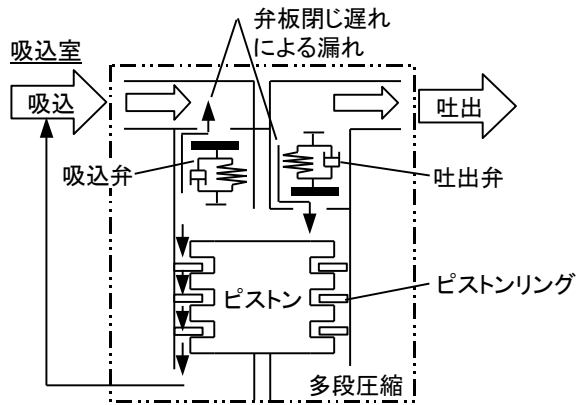 弁板閉じ遅れ
による漏れ
吸込室
吸込
吐出
吸込弁
吐出弁
ピストン
ピストンリング
多段圧縮